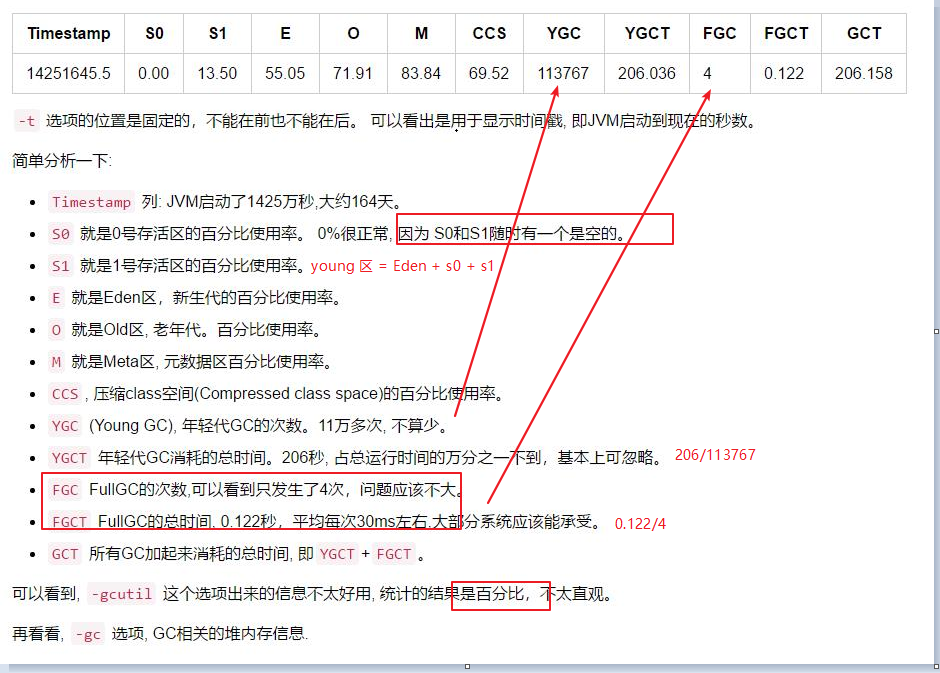 Timestamp S0 S1 E O M CCS YGC YGCT FGC FGCT GCT
14251645.5 0.00 13.50 55.05 71.91 83.84 69.52 113767 206.036 4 0.122 206.158
-t 选项的位置是固定的，不能在前也不能在后。 可以看出是用于显示时间戳, 即JVM启动到现在的秒数。
简单分析一下:
Timestamp 列: JVM启动了1425万秒,大约164天。
S0 就是0号存活区的百分比使用率。 0%很正常, 因为 S0和S1随时有一个是空的。
S1 就是1号存活区的百分比使用率。young 区 = Eden + s0 + s1
E 就是Eden区，新生代的百分比使用率。
O 就是Old区, 老年代。百分比使用率。
M 就是Meta区, 元数据区百分比使用率。
CCS , 压缩class空间(Compressed class space)的百分比使用率。
YGC (Young GC), 年轻代GC的次数。11万多次, 不算少。
YGCT 年轻代GC消耗的总时间。206秒, 占总运行时间的万分之一不到，基本上可忽略。 206/113767
FGC FullGC的次数,可以看到只发生了4次，问题应该不大。
FGCT FullGC的总时间, 0.122秒，平均每次30ms左右,大部分系统应该能承受。 0.122/4
GCT 所有GC加起来消耗的总时间, 即 YGCT + FGCT 。
可以看到, -gcutil 这个选项出来的信息不太好用, 统计的结果是百分比，不太直观。
再看看, -gc 选项, GC相关的堆内存信息.